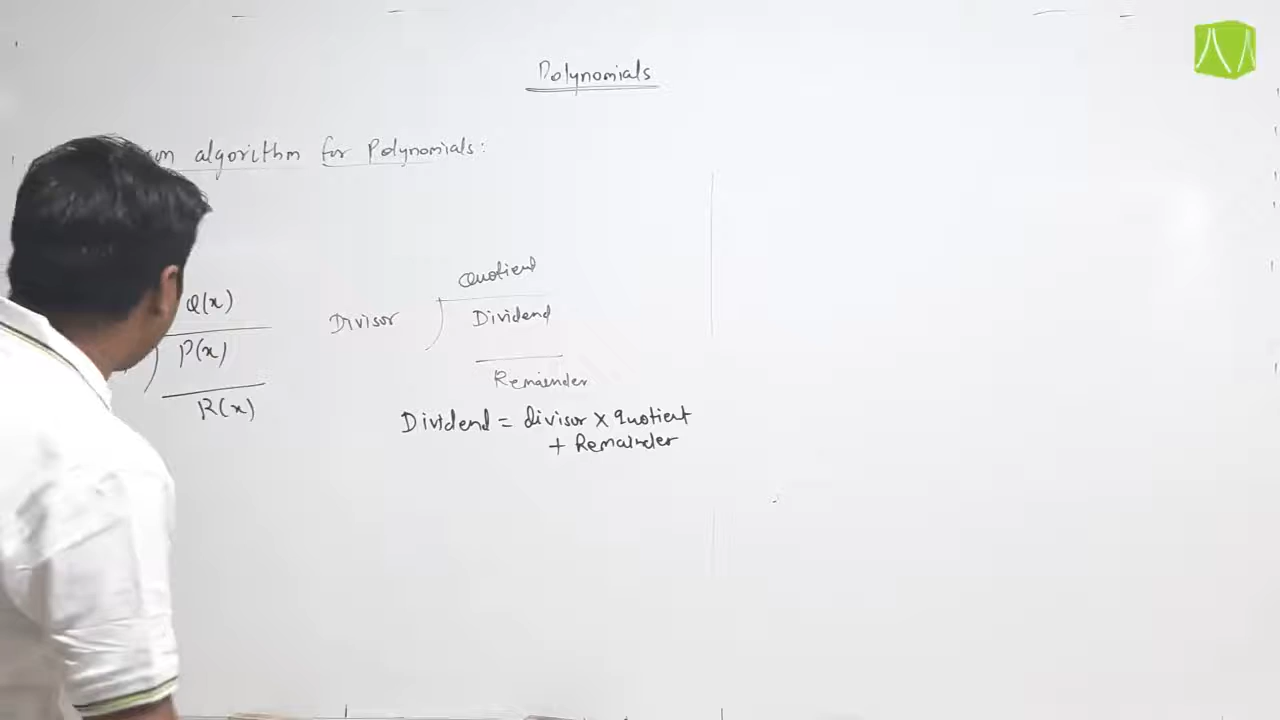 Polynomials
algorithm for Polynomials:
Q(x)
P(x)
R(x)
Quotient
Divisor
Dividend
Remainder
Dividend = divisor × Quotient
+ Remainder